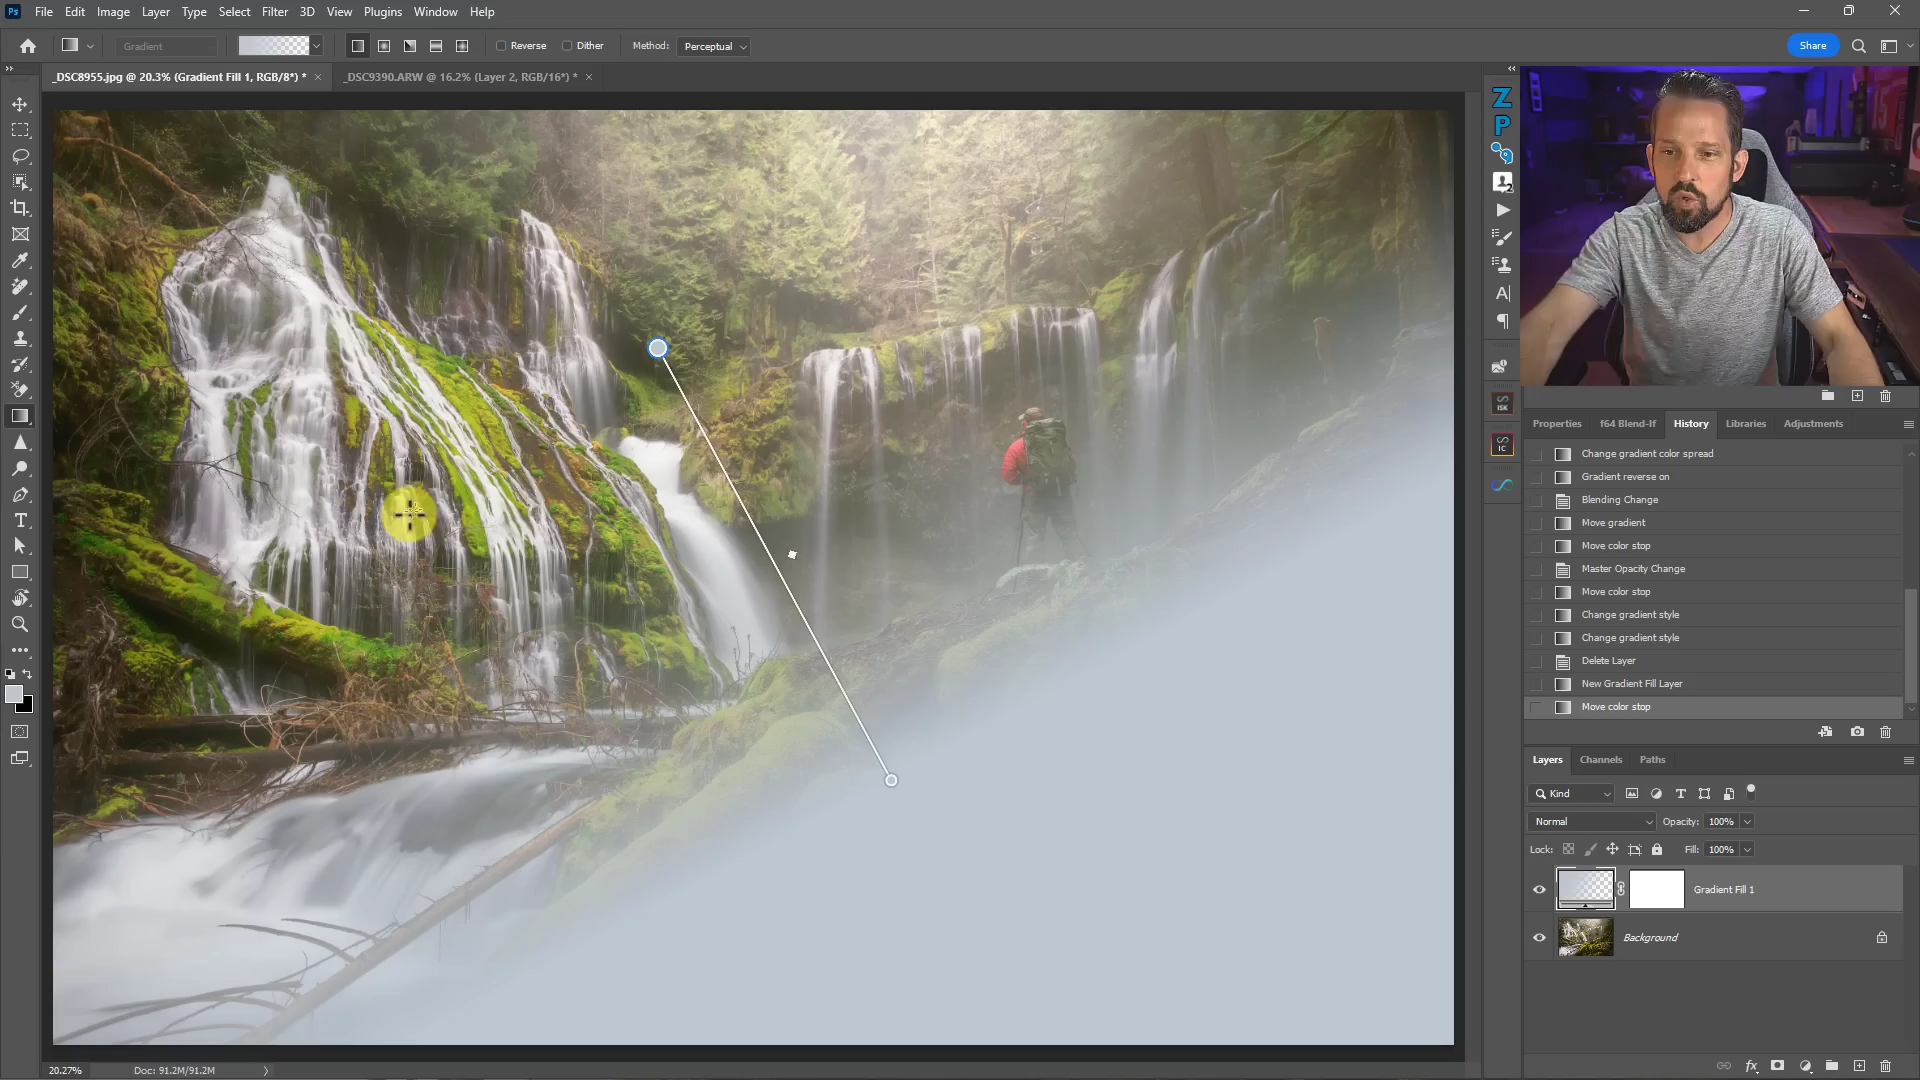 Ps File Edit Image Layer Type Select Filter 3D View Plugins Window Help
Gradient Reverse Dither Method: Perceptual Share
_DSC8955.jpg @ 20.3% (Gradient Fill 1, RGB/8*) * × _DSC9390.ARW @ 16.2% (Layer 2, RGB/16*) * ×
Z
P
2
A
ISK
IC
T
Properties f64 Blend-If History Libraries Adjustments
Change gradient color spread
Gradient reverse on
Blending Change
Move gradient
Move color stop
Master Opacity Change
Move color stop
Change gradient style
Change gradient style
Delete Layer
New Gradient Fill Layer
Move color stop
Layers Channels Paths
Kind T
Normal Opacity: 100%
Lock: Fill: 100%
Gradient Fill 1
Background
fx
20.27% Doc: 91.2M/91.2M